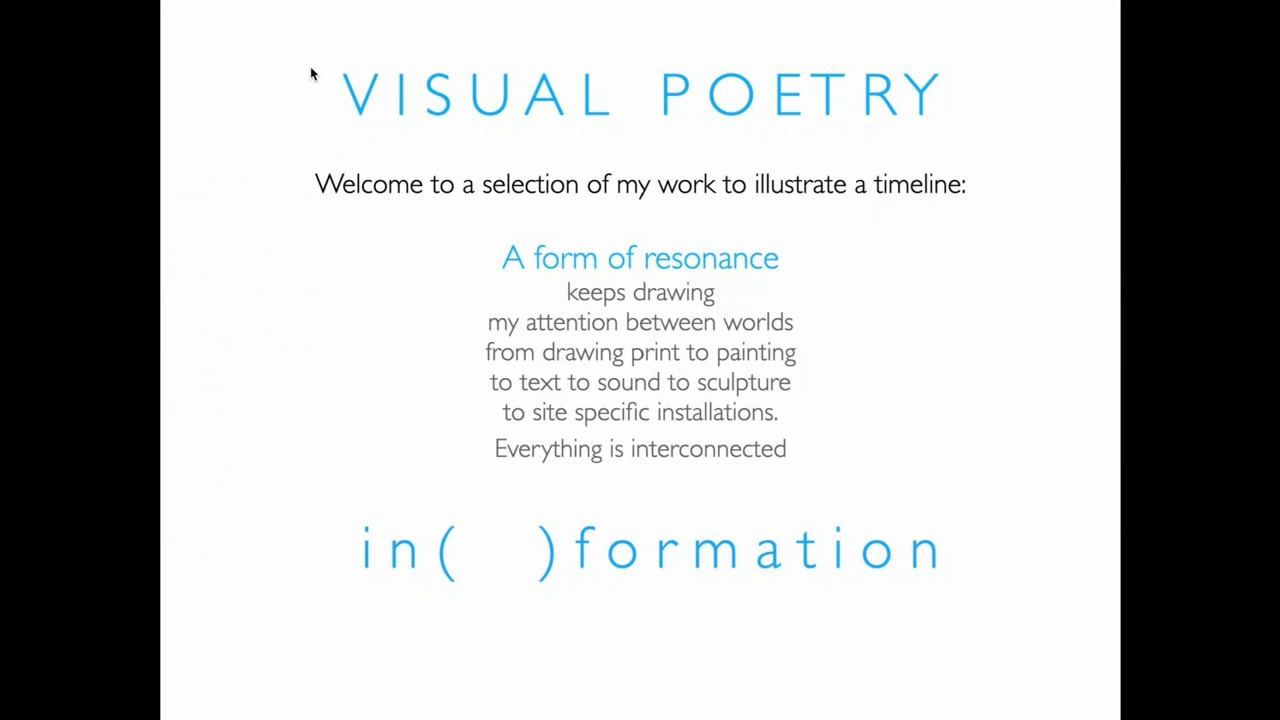 VISUAL POETRY
Welcome to a selection of my work to illustrate a timeline:
A form of resonance
keeps drawing
my attention between worlds
from drawing print to painting
to text to sound to sculpture
to site specific installations.
Everything is interconnected
in( )formation